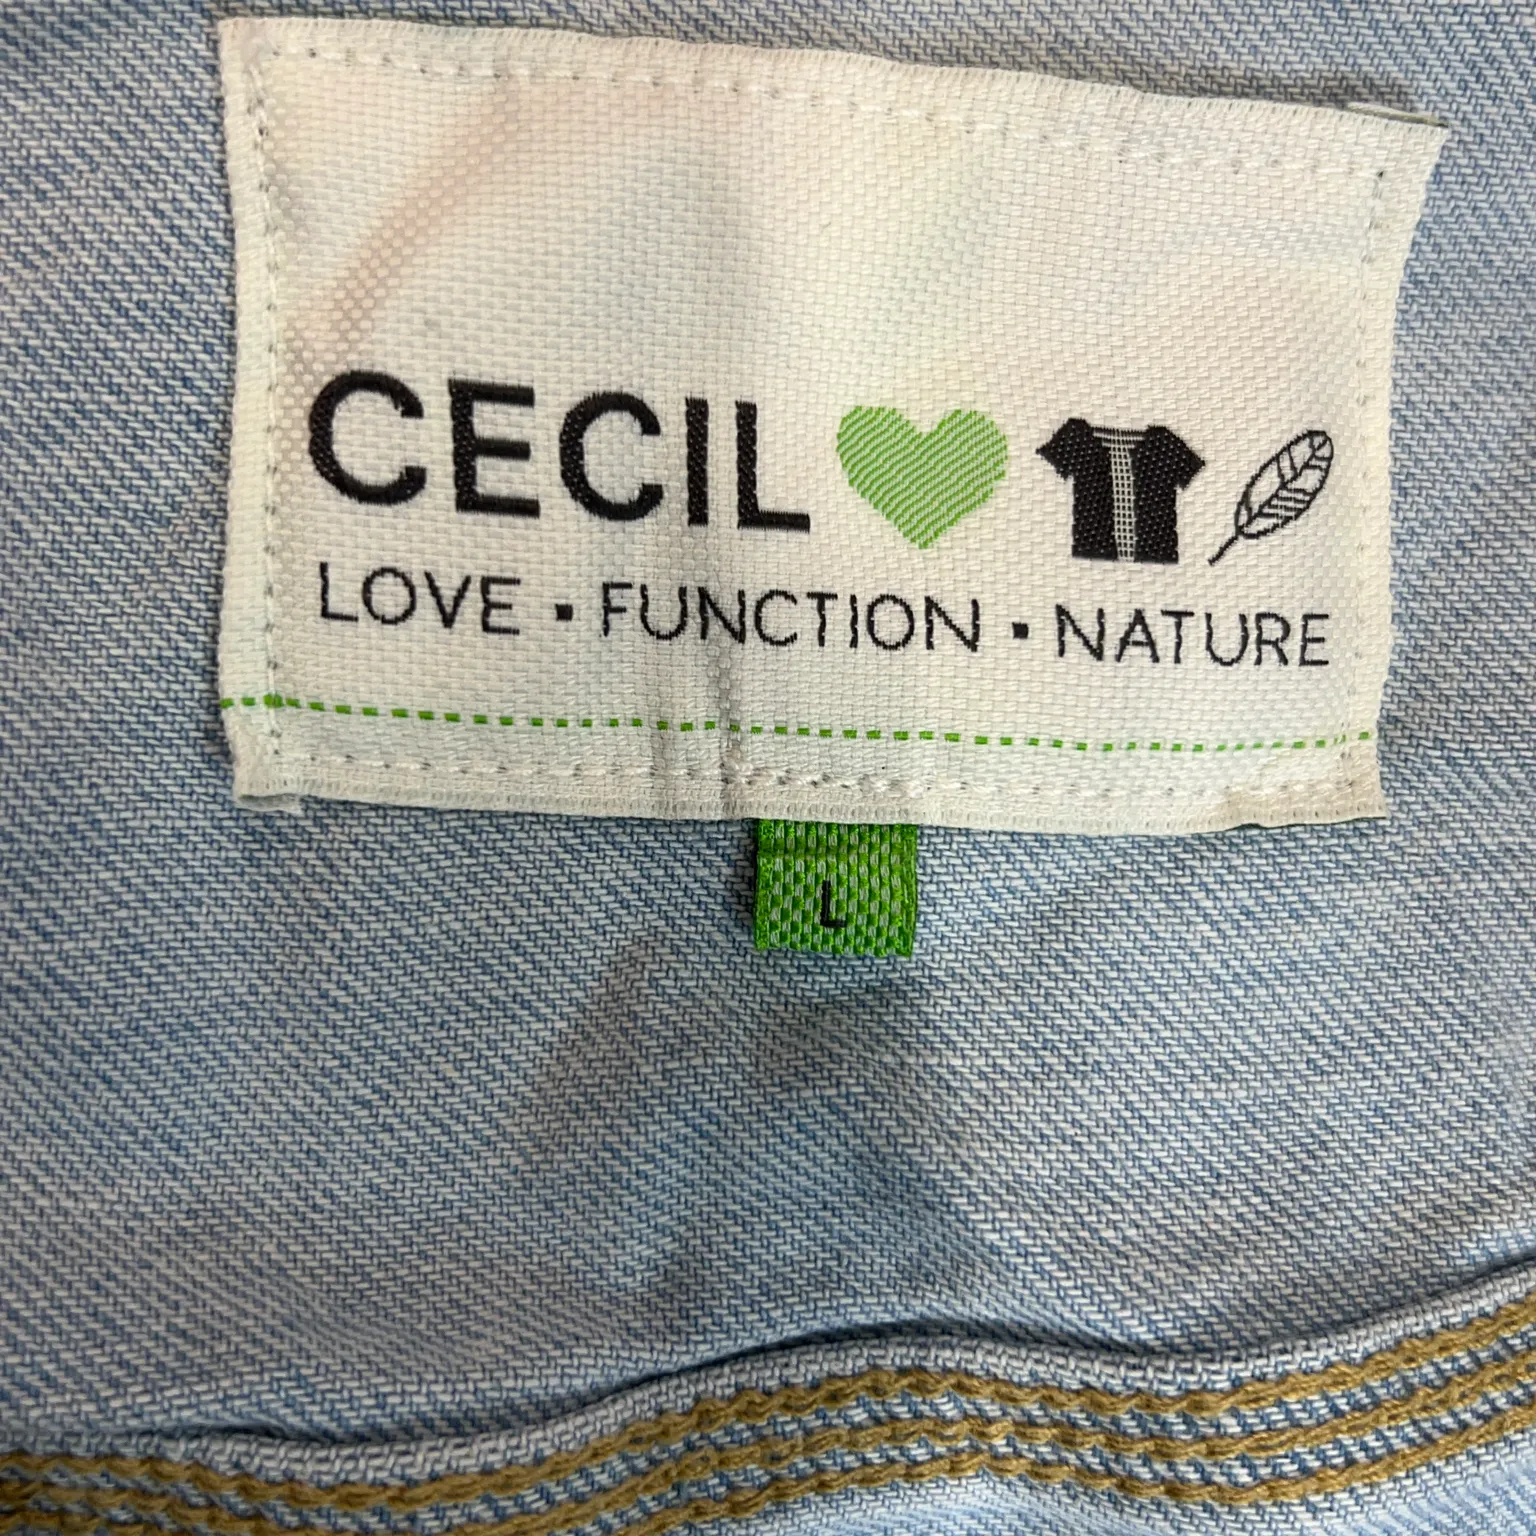 CECIL
LOVE · FUNCTION · NATURE
L